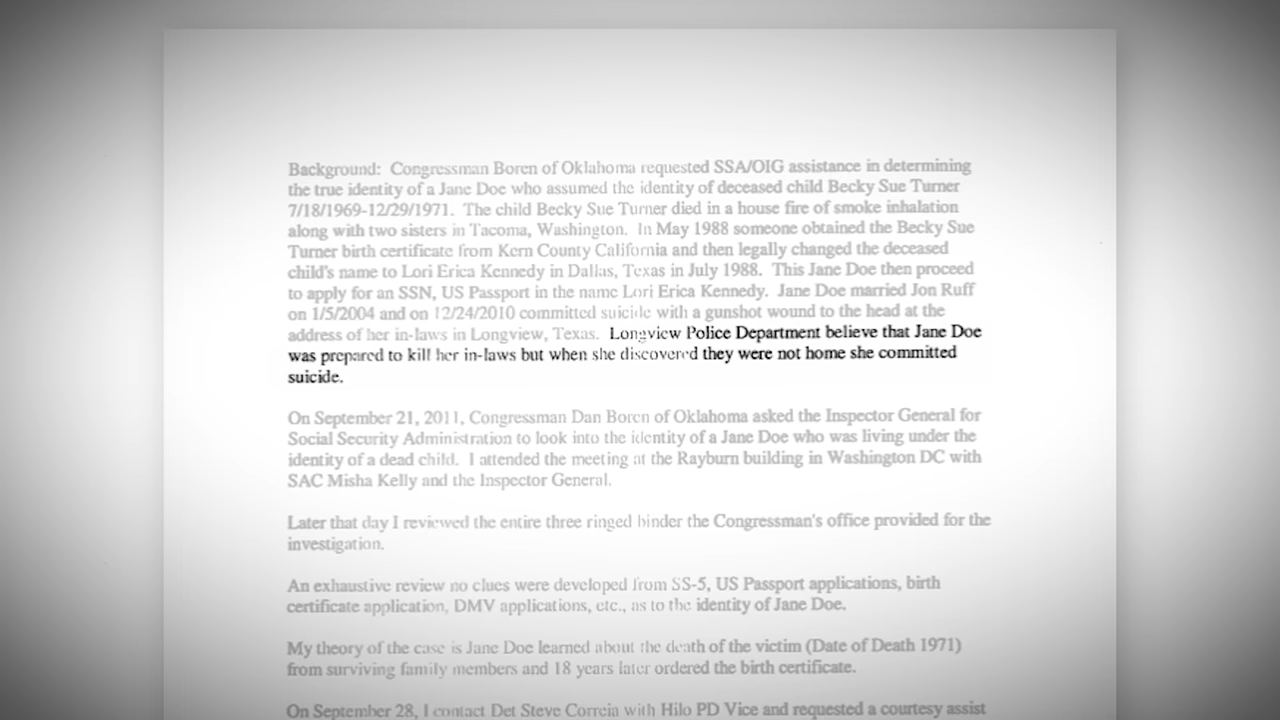 Background: Congressman Boren of Oklahoma requested SSA/OIG assistance in determining
the true identity of a Jane Doe who assumed the identity of deceased child Becky Sue Turner
7/18/1969-12/29/1971. The child Becky Sue Turner died in a house fire of smoke inhalation
along with two sisters in Tacoma, Washington. In May 1988 someone obtained the Becky Sue
Turner birth certificate from Kern County California and then legally changed the deceased
child's name to Lori Erica Kennedy in Dallas, Texas in July 1988. This Jane Doe then proceed
to apply for an SSN, US Passport in the name Lori Erica Kennedy. Jane Doe married Jon Ruff
on 1/5/2004 and on 12/24/2010 committed suicide with a gunshot wound to the head at the
address of her in-laws in Longview, Texas. Longview Police Department believe that Jane Doe
was prepared to kill her in-laws but when she discovered they were not home she committed
suicide.
On September 21, 2011, Congressman Dan Boren of Oklahoma asked the Inspector General for
Social Security Administration to look into the identity of a Jane Doe who was living under the
identity of a dead child. I attended the meeting at the Rayburn building in Washington DC with
SAC Misha Kelly and the Inspector General.
Later that day I reviewed the entire three ringed binder the Congressman's office provided for the
investigation.
An exhaustive review no clues were developed from SS-5, US Passport applications, birth
certificate application, DMV applications, etc., as to the identity of Jane Doe.
My theory of the case is Jane Doe learned about the death of the victim (Date of Death 1971)
from surviving family members and 18 years later ordered the birth certificate.
On September 28, I contact Det Steve Correia with Hilo PD Vice and requested a courtesy assist